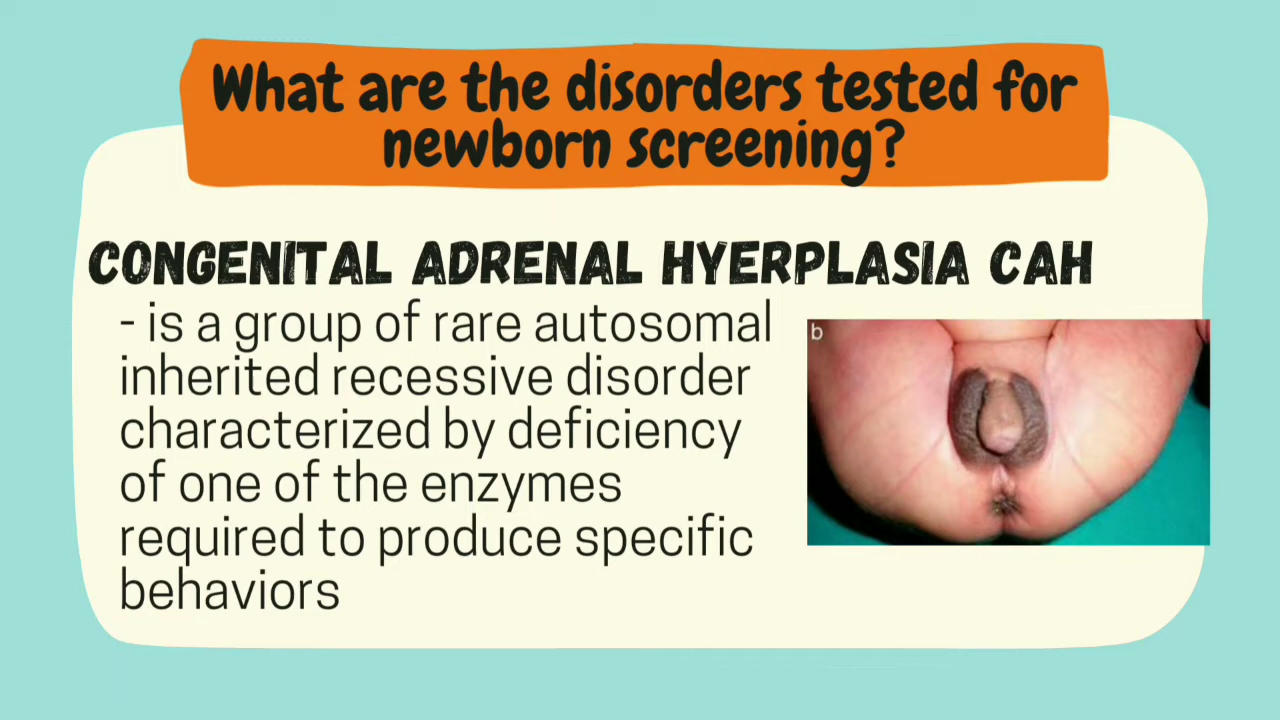 What are the disorders tested for
newborn screening?
CONGENITAL ADRENAL HYERPLASIA CAH
- is a group of rare autosomal
inherited recessive disorder
characterized by deficiency
of one of the enzymes
required to produce specific
behaviors
b